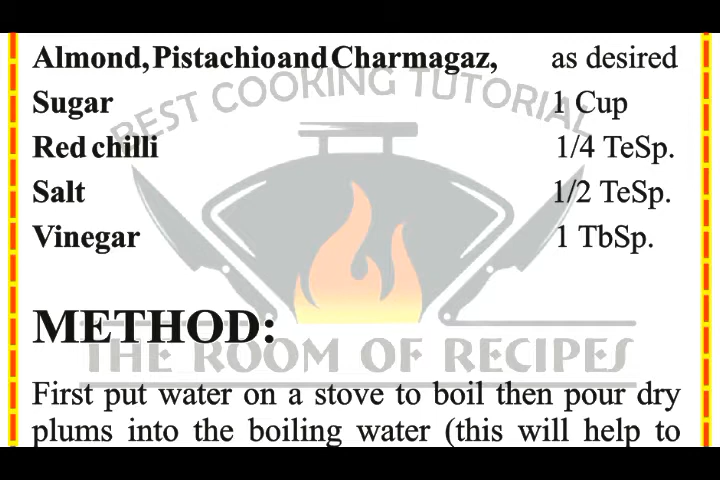 Almond, Pistachio and Charmagaz, as desired
BEST COOKING TUTORIAL
Sugar 1 Cup
Red chilli 1/4 TeSp.
Salt 1/2 TeSp.
Vinegar 1 TbSp.
METHOD:
THE ROOM OF RECIPES
First put water on a stove to boil then pour dry
plums into the boiling water (this will help to